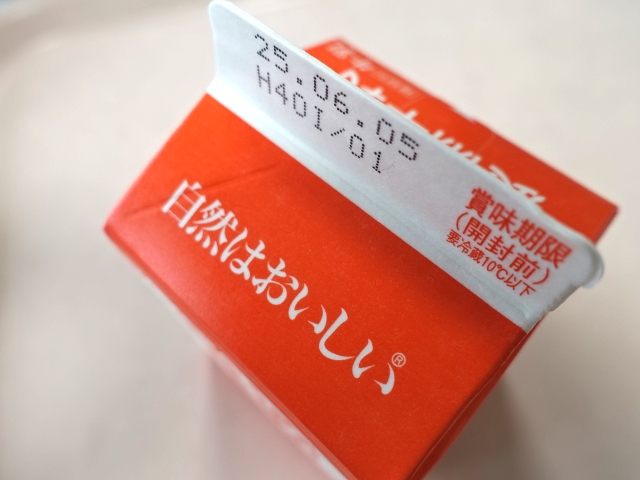 25.06.05
H40I/01
賞味期限
(開封前)
要冷蔵10℃以下
自然はおいしい®